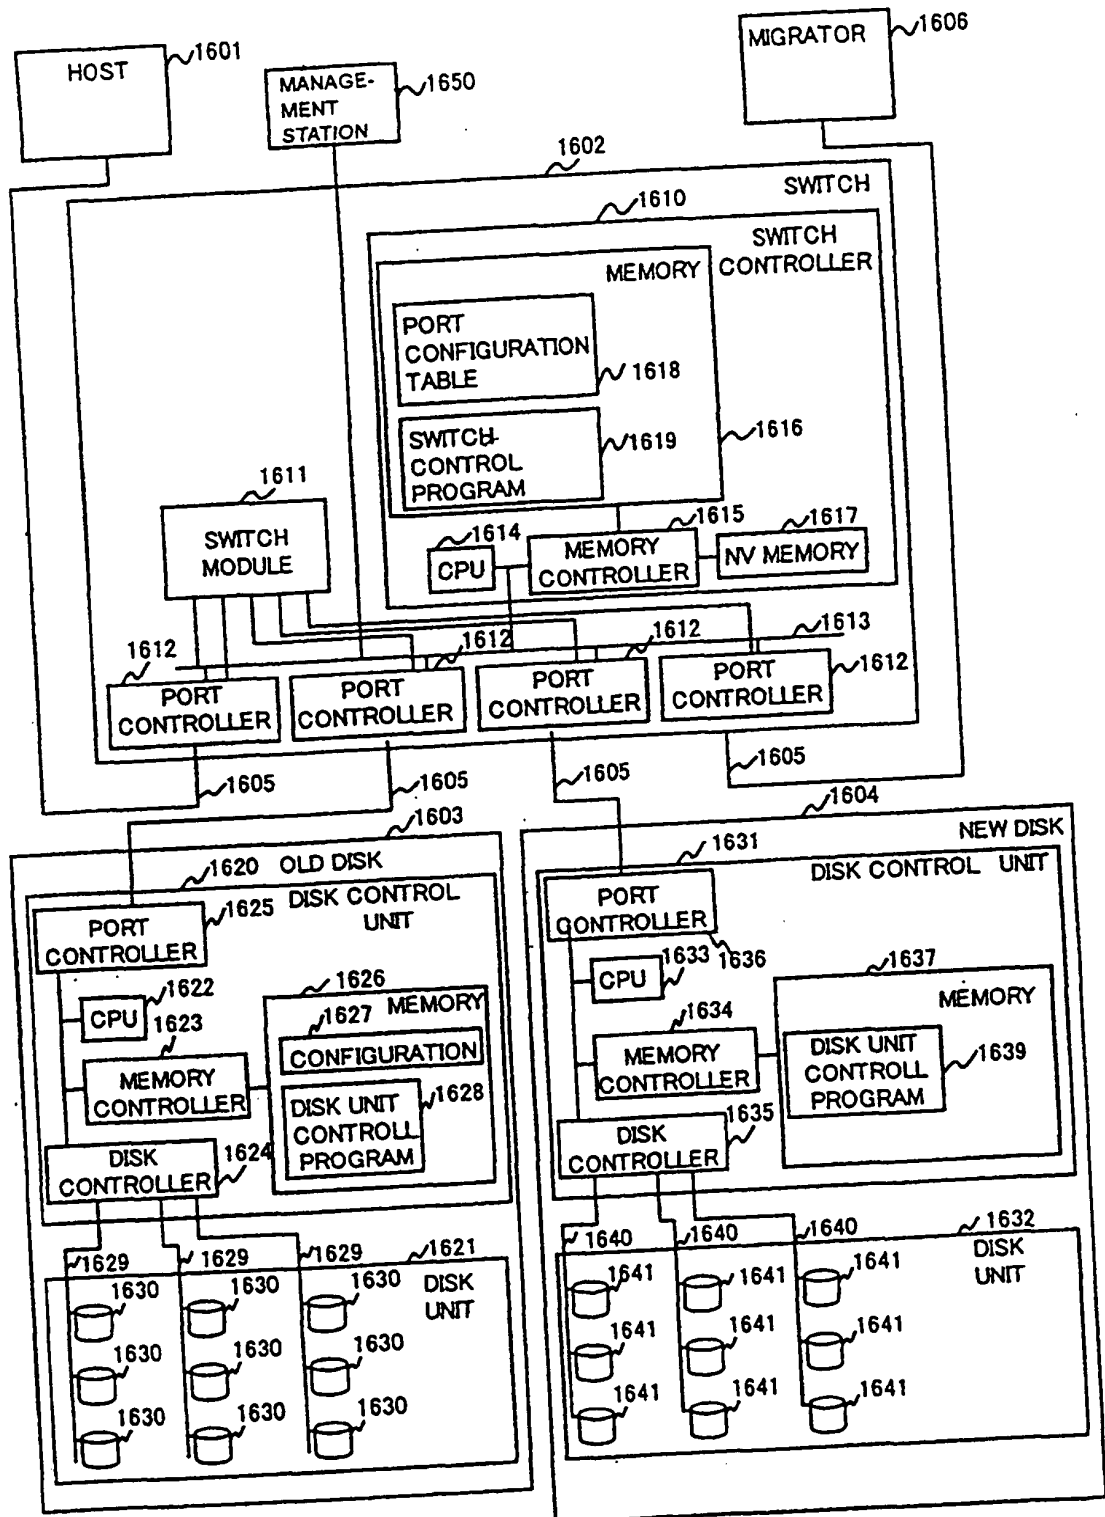 HOST
1601
MANAGE-
MENT
STATION
1650
MIGRATOR
1606
1602
SWITCH
1610
SWITCH
CONTROLLER
MEMORY
PORT
CONFIGURATION
TABLE
1618
SWITCH-
CONTROL
PROGRAM
1619
1616
1611
SWITCH
MODULE
1614
CPU
1615
MEMORY
CONTROLLER
1617
NV MEMORY
1612
1612
1612
1613
1612
PORT
CONTROLLER
PORT
CONTROLLER
PORT
CONTROLLER
PORT
CONTROLLER
1605
1605
1605
1605
1603
OLD DISK
1620
DISK CONTROL
UNIT
PORT
CONTROLLER
1625
1622
CPU
1623
MEMORY
CONTROLLER
1626
MEMORY
1627
CONFIGURATION
DISK UNIT
CONTROLL
PROGRAM
1628
DISK
CONTROLLER
1624
1629
1629
1629
1621
DISK
UNIT
1630
1630
1630
1630
1630
1630
1630
1630
1630
1604
NEW DISK
1631
DISK CONTROL UNIT
PORT
CONTROLLER
1636
1633
CPU
1634
MEMORY
CONTROLLER
1637
MEMORY
DISK UNIT
CONTROLL
PROGRAM
1639
1635
DISK
CONTROLLER
1640
1640
1640
1632
DISK
UNIT
1641
1641
1641
1641
1641
1641
1641
1641
1641